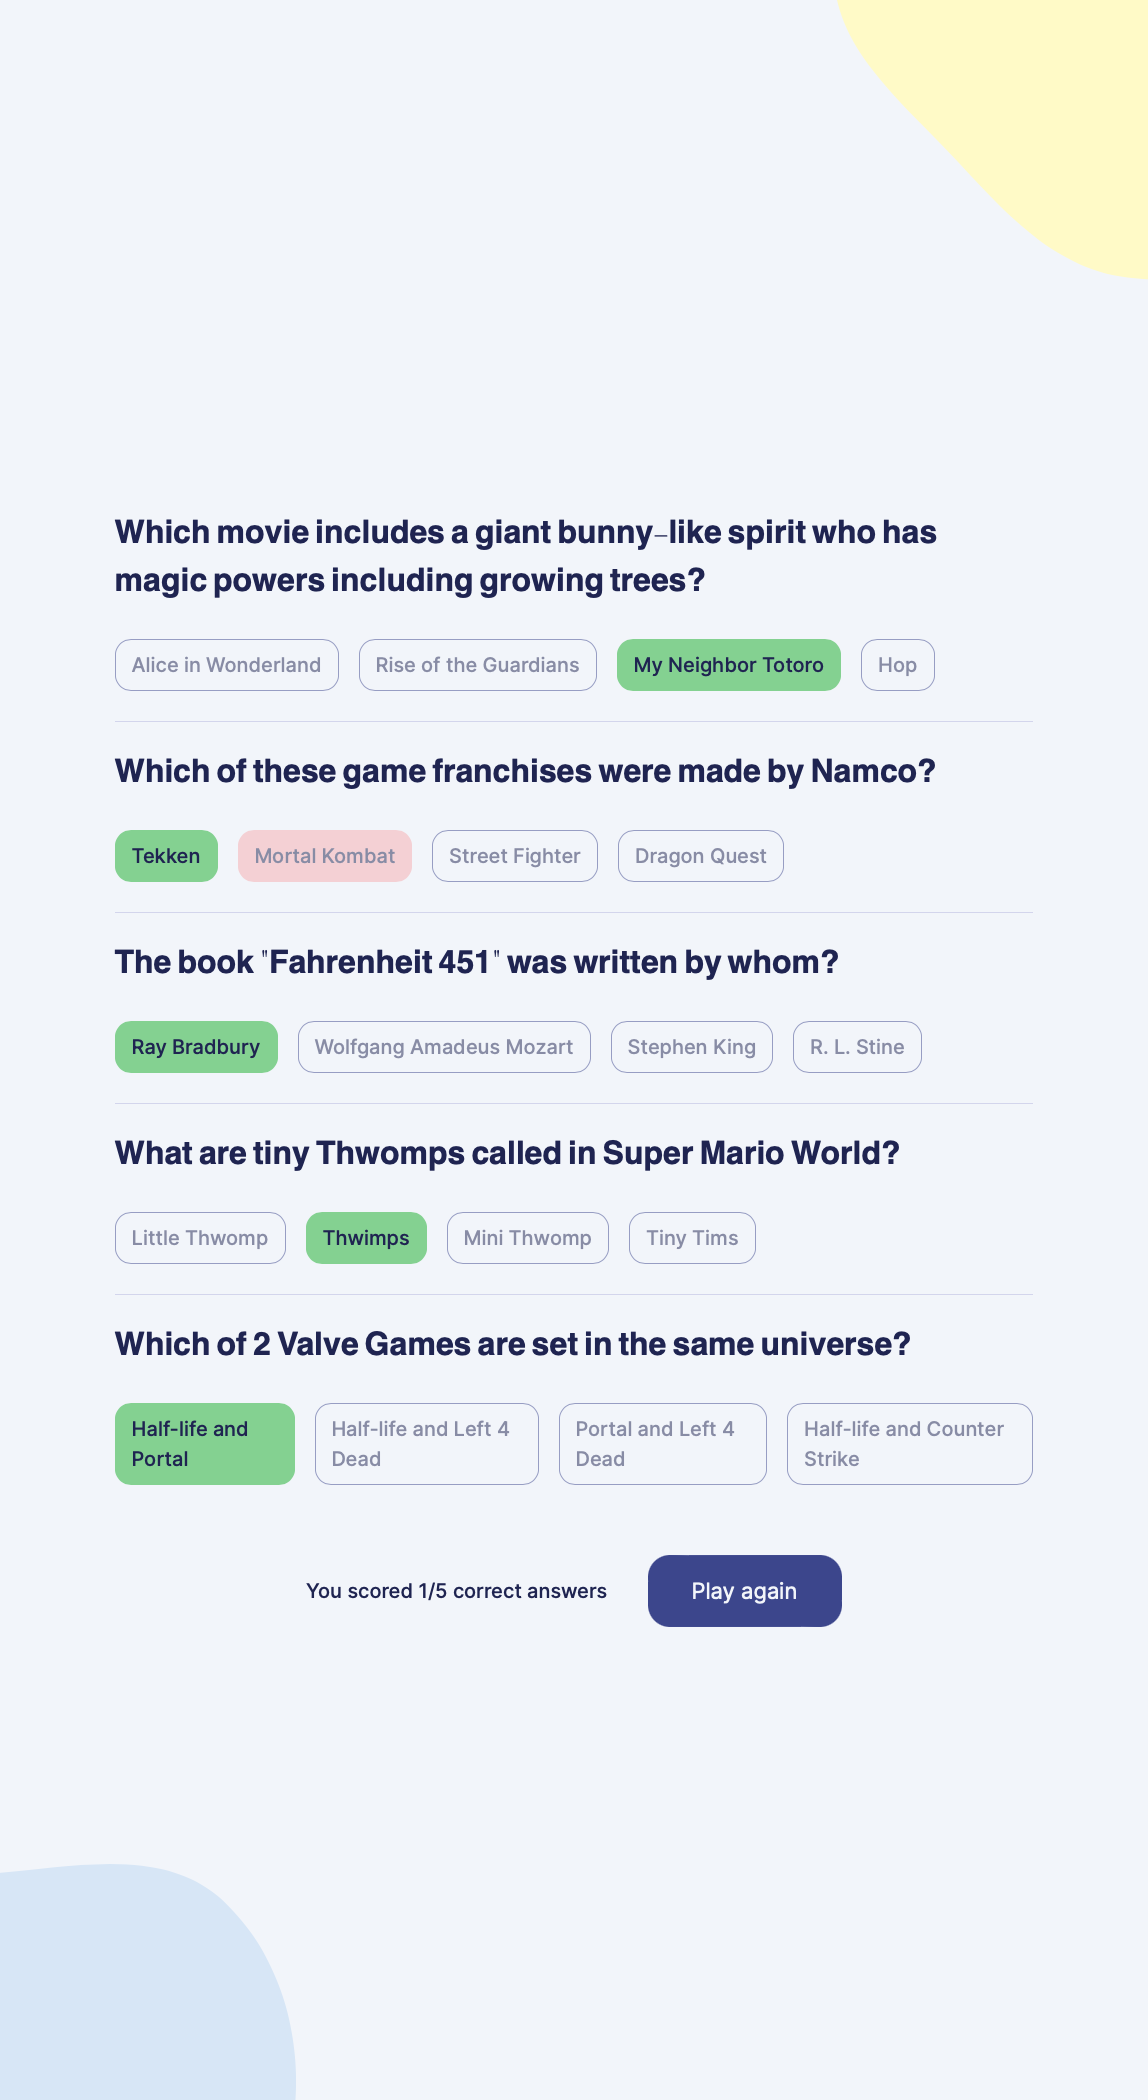 Which movie includes a giant bunny-like spirit who has
magic powers including growing trees?
Alice in Wonderland
Rise of the Guardians
My Neighbor Totoro
Hop
Which of these game franchises were made by Namco?
Tekken
Mortal Kombat
Street Fighter
Dragon Quest
The book "Fahrenheit 451" was written by whom?
Ray Bradbury
Wolfgang Amadeus Mozart
Stephen King
R. L. Stine
What are tiny Thwomps called in Super Mario World?
Little Thwomp
Thwimps
Mini Thwomp
Tiny Tims
Which of 2 Valve Games are set in the same universe?
Half-life and
Portal
Half-life and Left 4
Dead
Portal and Left 4
Dead
Half-life and Counter
Strike
You scored 1/5 correct answers
Play again